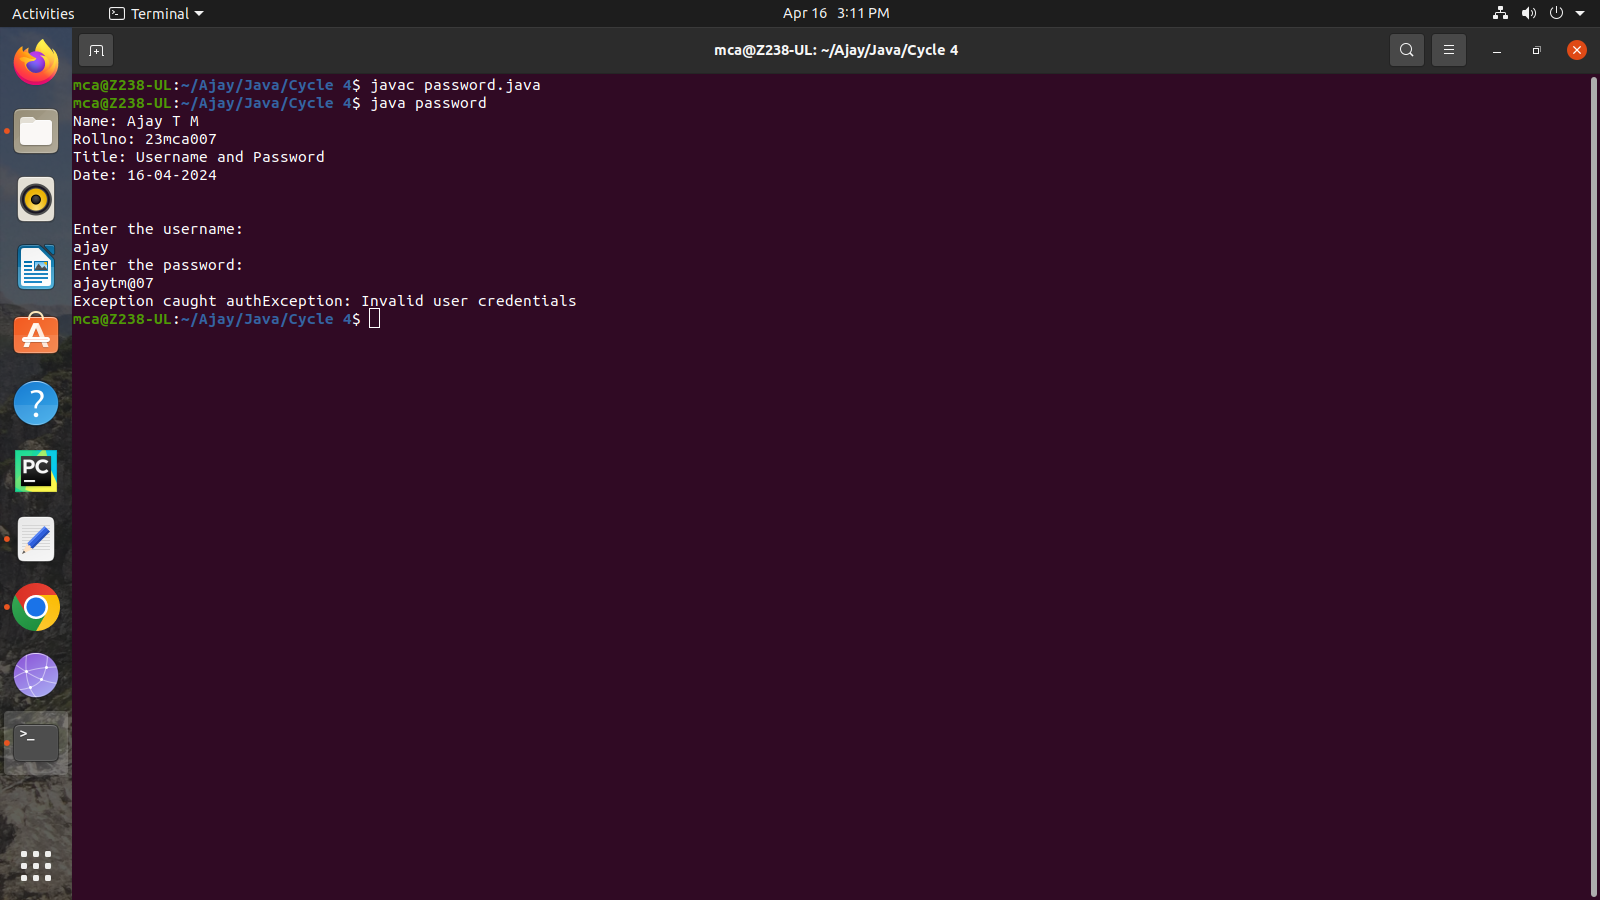 Activities Terminal Apr 16 3:11 PM
mca@Z238-UL: ~/Ajay/Java/Cycle 4
mca@Z238-UL:~/Ajay/Java/Cycle 4$ javac password.java
mca@Z238-UL:~/Ajay/Java/Cycle 4$ java password
Name: Ajay T M
Rollno: 23mca007
Title: Username and Password
Date: 16-04-2024
Enter the username:
ajay
Enter the password:
ajaytm@07
Exception caught authException: Invalid user credentials
mca@Z238-UL:~/Ajay/Java/Cycle 4$
PC
>_